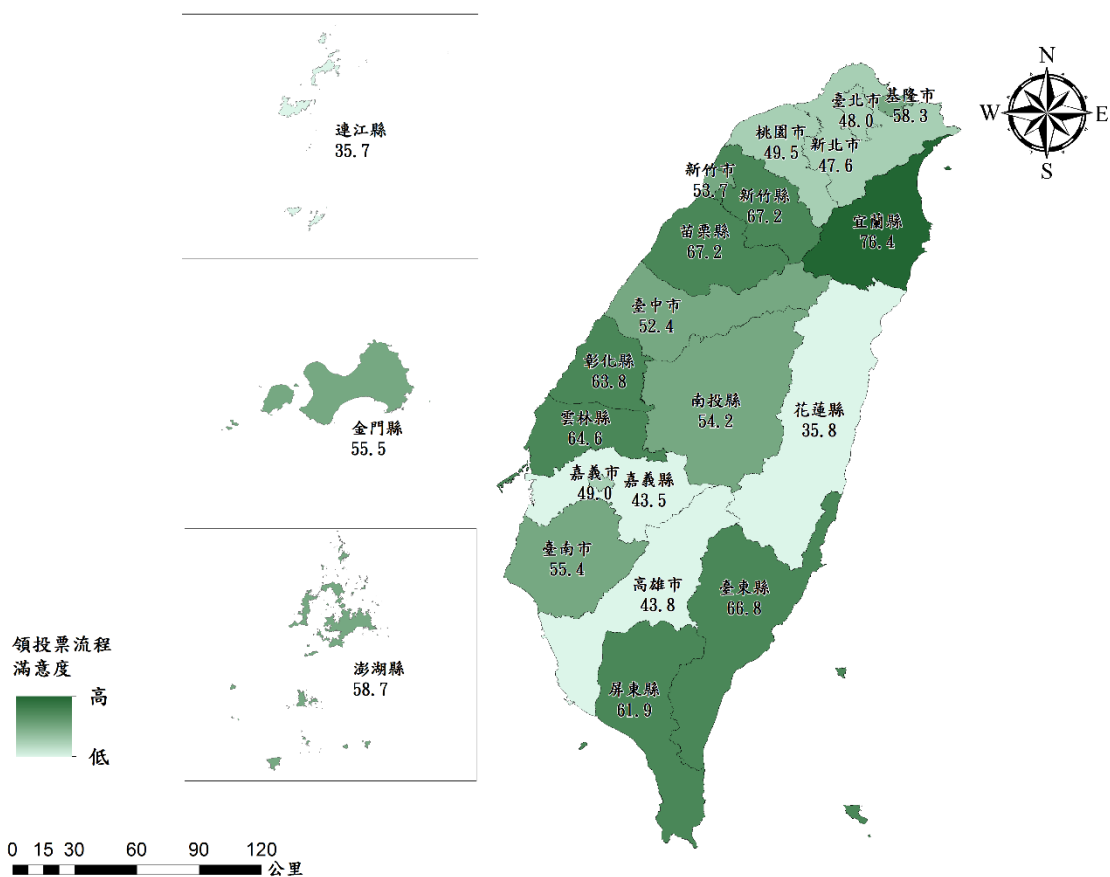 連江縣
35.7
金門縣
55.5
澎湖縣
58.7
領投票流程
滿意度
高
低
0 15 30 60 90 120
公里
N
W
E
S
臺北市
48.0
基隆市
58.3
桃園市
49.5
新北市
47.6
新竹市
53.7
新竹縣
67.2
宜蘭縣
76.4
苗栗縣
67.2
臺中市
52.4
彰化縣
63.8
南投縣
54.2
花蓮縣
35.8
雲林縣
64.6
嘉義市
49.0
嘉義縣
43.5
臺南市
55.4
高雄市
43.8
臺東縣
66.8
屏東縣
61.9